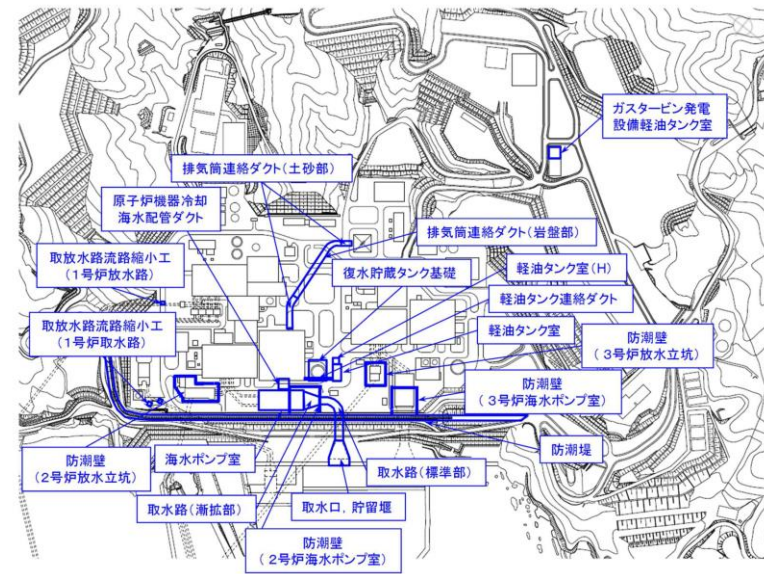 ガスタービン発電
設備軽油タンク室
排気筒連絡ダクト(土砂部)
原子炉機器冷却
海水配管ダクト
排気筒連絡ダクト(岩盤部)
取放水路流路縮小工
(1号炉放水路)
復水貯蔵タンク基礎
軽油タンク室(H)
軽油タンク連絡ダクト
取放水路流路縮小工
(1号炉取水路)
軽油タンク室
防潮壁
(3号炉放水立坑)
防潮壁
(3号炉海水ポンプ室)
防潮壁
(2号炉放水立坑)
海水ポンプ室
取水路(標準部)
防潮堤
取水路(漸拡部)
取水口,貯留堰
防潮壁
(2号炉海水ポンプ室)